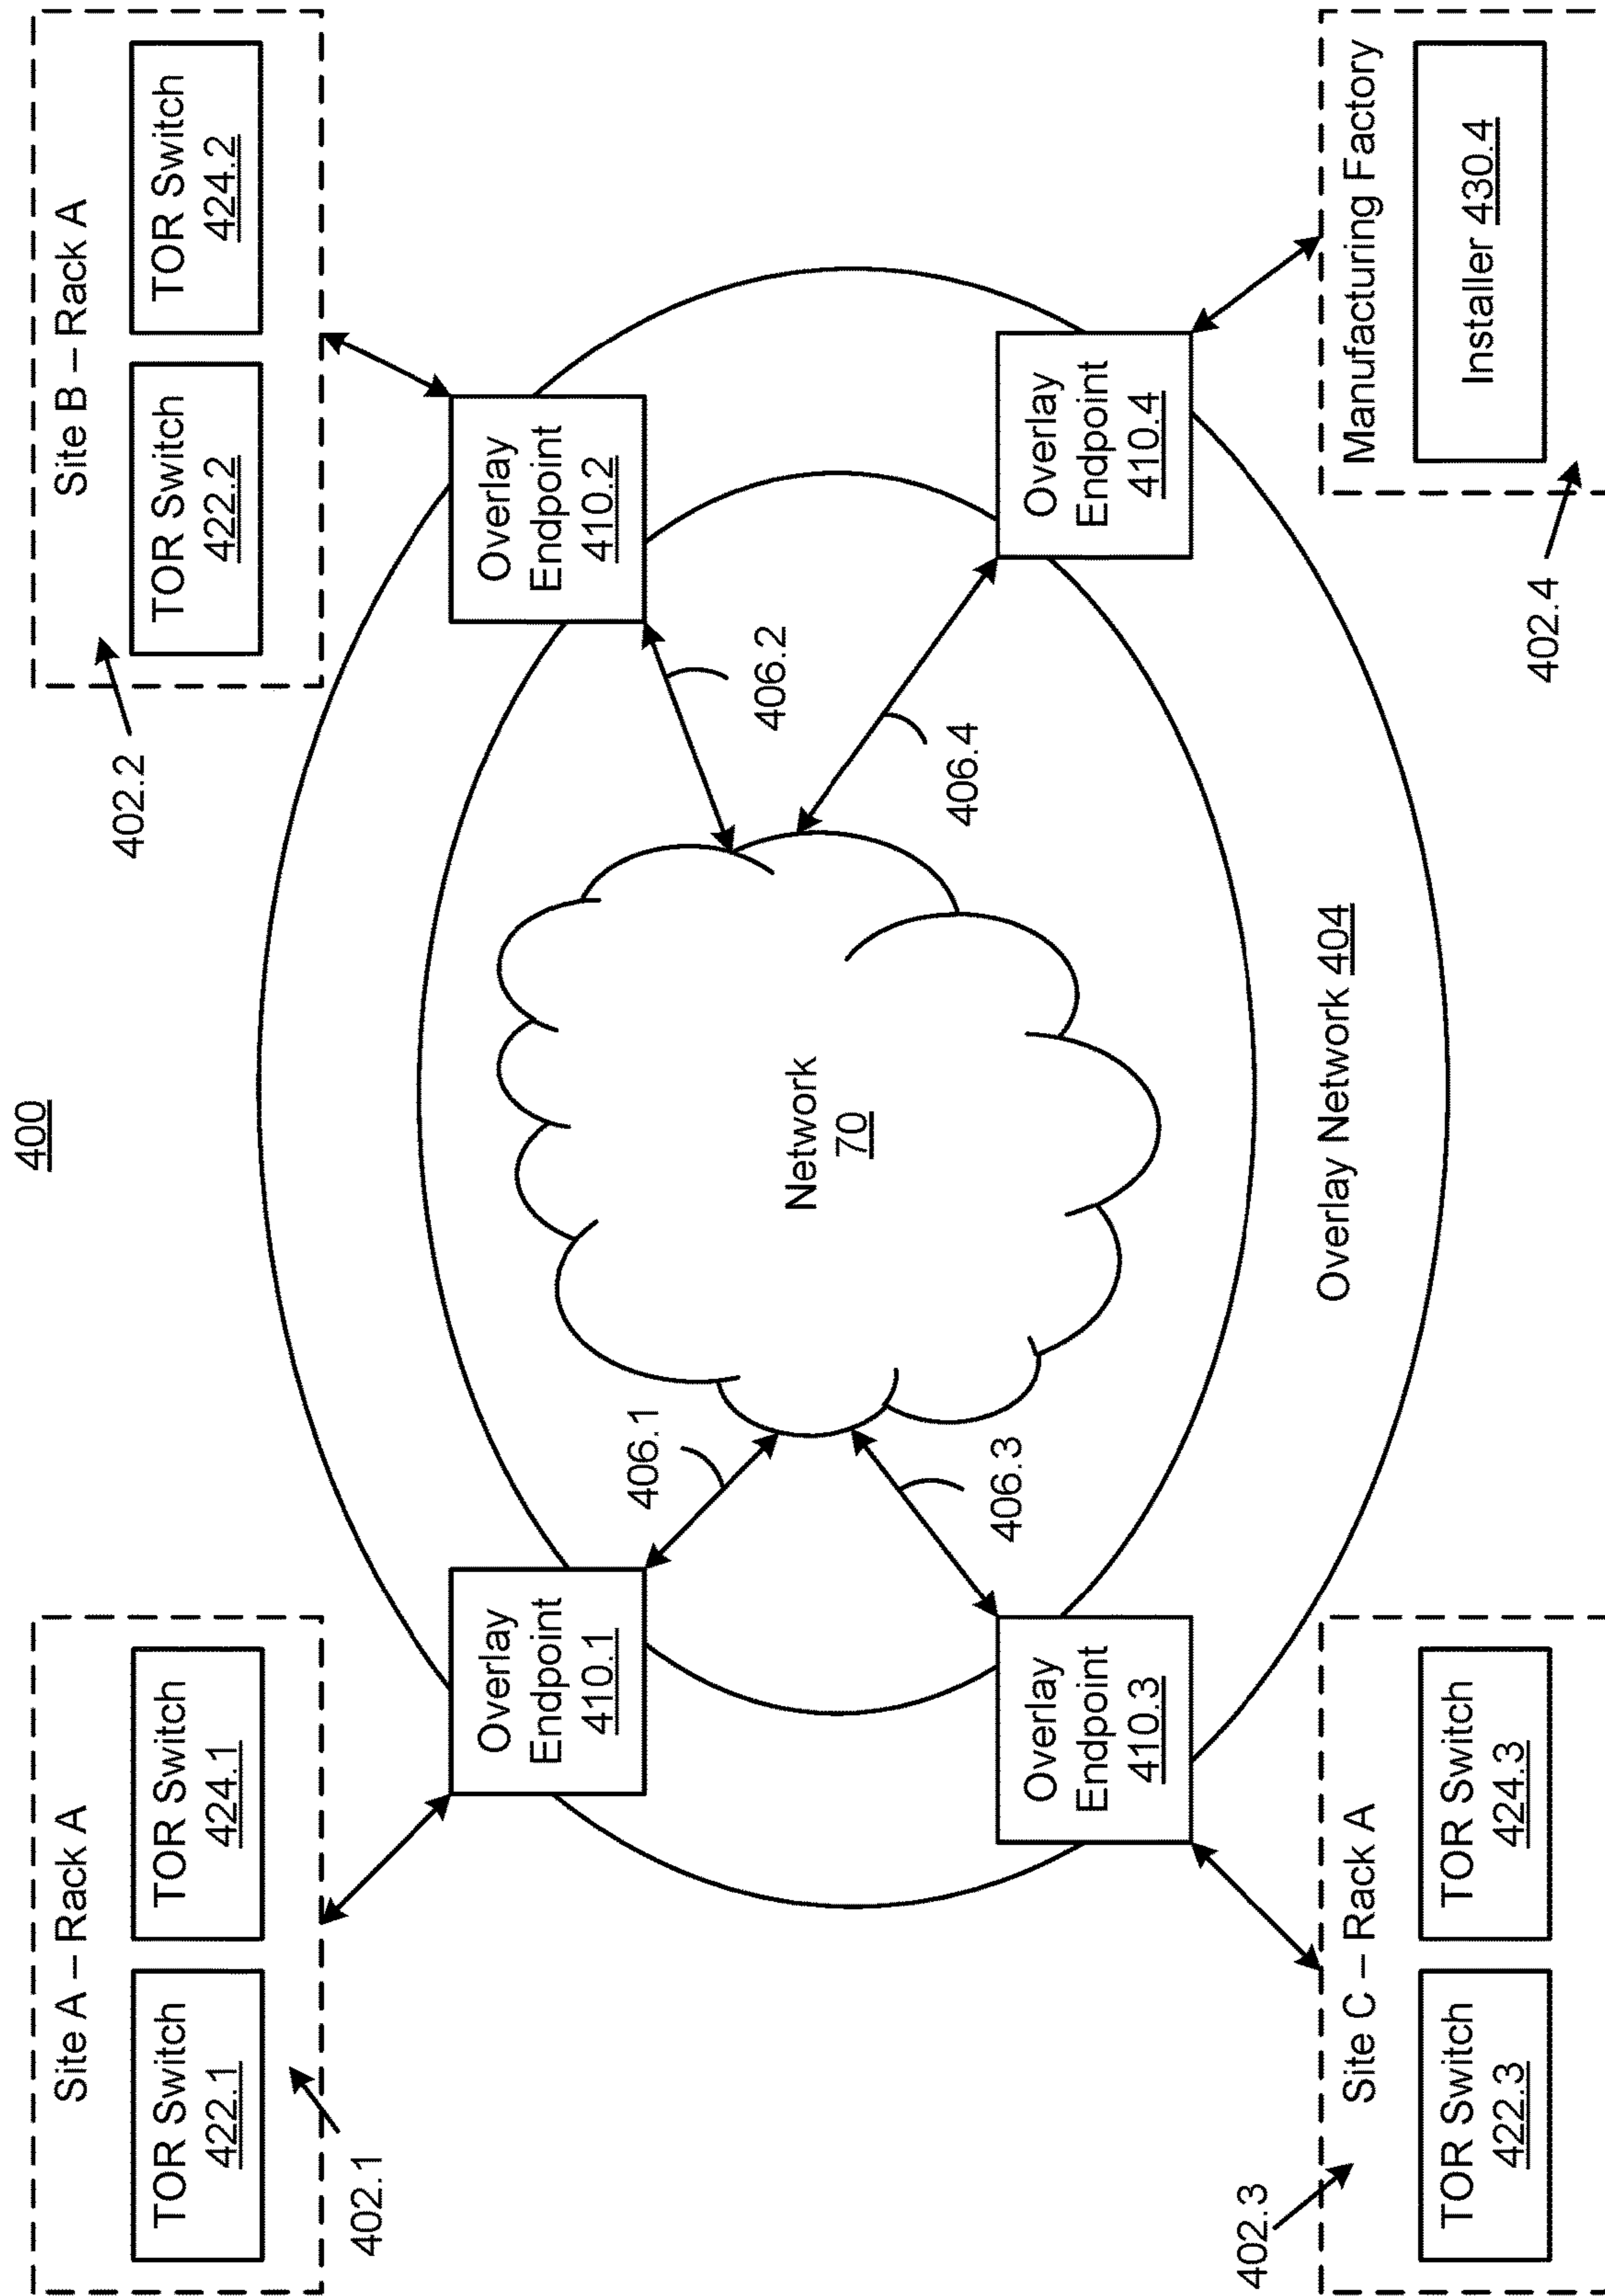 400
Site A – Rack A
TOR Switch
422.1
TOR Switch
424.1
402.1
Site B – Rack A
TOR Switch
422.2
TOR Switch
424.2
402.2
Overlay
Endpoint
410.1
Overlay
Endpoint
410.2
406.1
406.2
Network
70
406.3
406.4
Overlay
Endpoint
410.3
Overlay
Endpoint
410.4
Overlay Network 404
402.3
Site C – Rack A
TOR Switch
422.3
TOR Switch
424.3
Manufacturing Factory
Installer 430.4
402.4